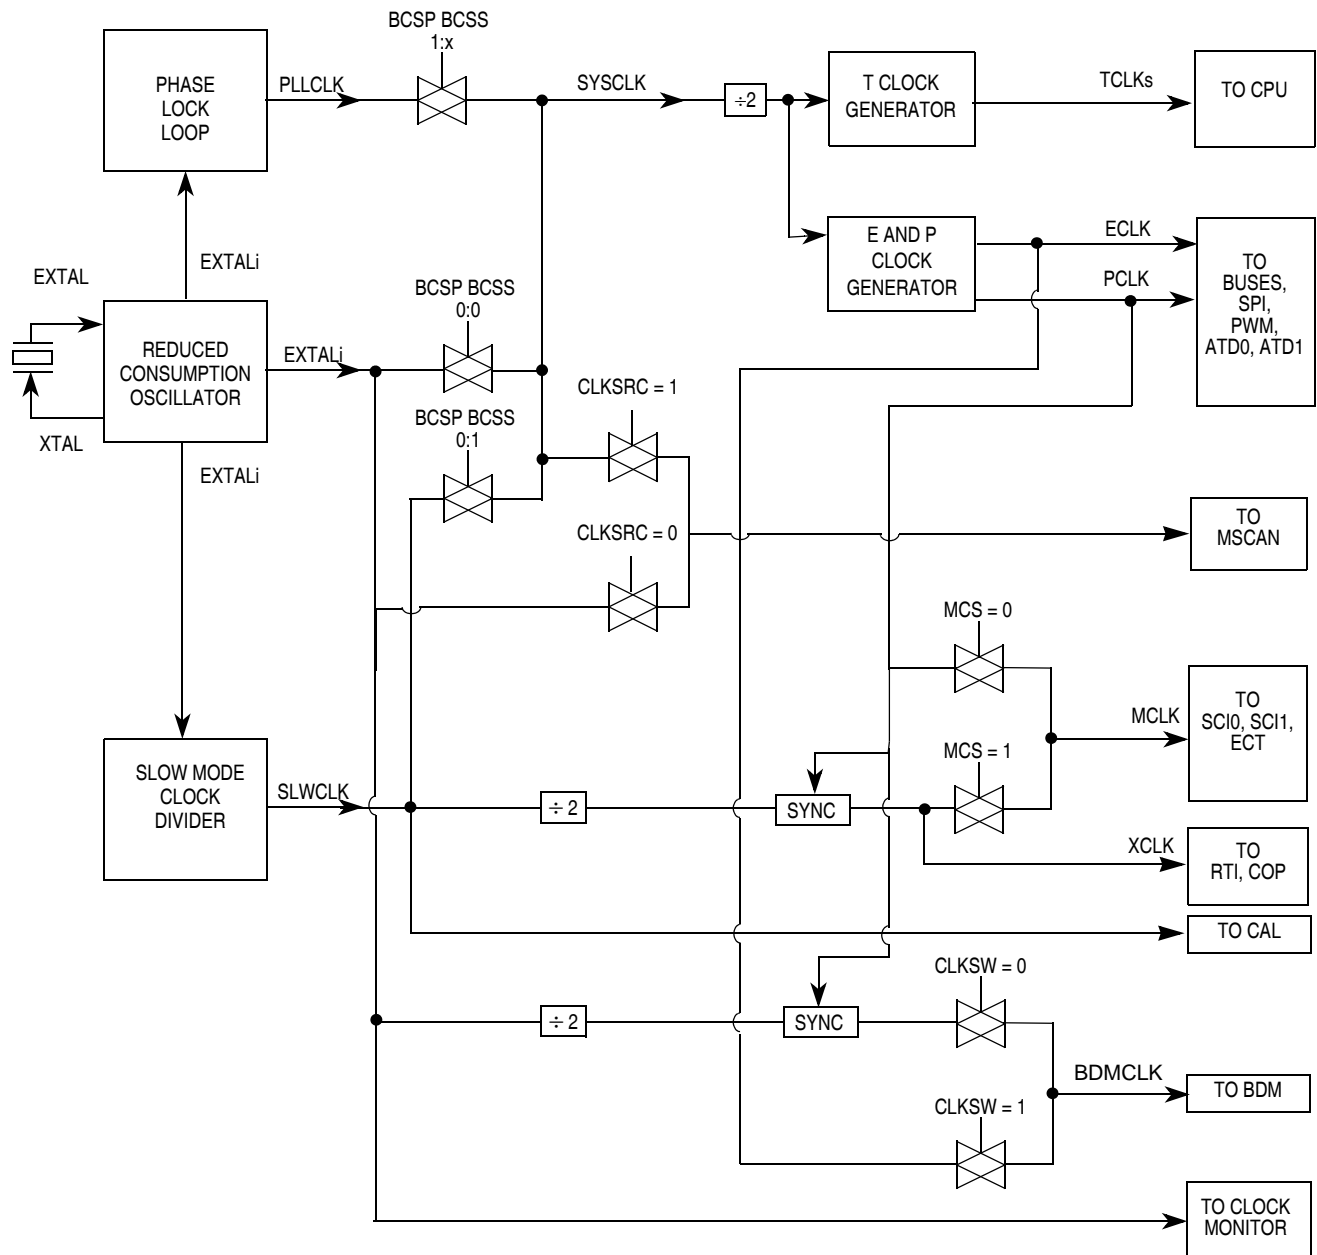 BCSP BCSS
1:x
PHASE
LOCK
LOOP
PLLCLK
SYSCLK
÷2
T CLOCK
GENERATOR
TCLKs
TO CPU
EXTALi
E AND P
CLOCK
GENERATOR
ECLK
PCLK
TO
BUSES,
SPI,
PWM,
ATD0, ATD1
EXTAL
XTAL
REDUCED
CONSUMPTION
OSCILLATOR
EXTALi
BCSP BCSS
0:0
BCSP BCSS
0:1
CLKSRC = 1
CLKSRC = 0
EXTALi
TO
MSCAN
MCS = 0
MCS = 1
MCLK
TO
SCI0, SCI1,
ECT
SLOW MODE
CLOCK
DIVIDER
SLWCLK
÷ 2
SYNC
XCLK
TO
RTI, COP
TO CAL
CLKSW = 0
÷ 2
SYNC
CLKSW = 1
BDMCLK
TO BDM
TO CLOCK
MONITOR